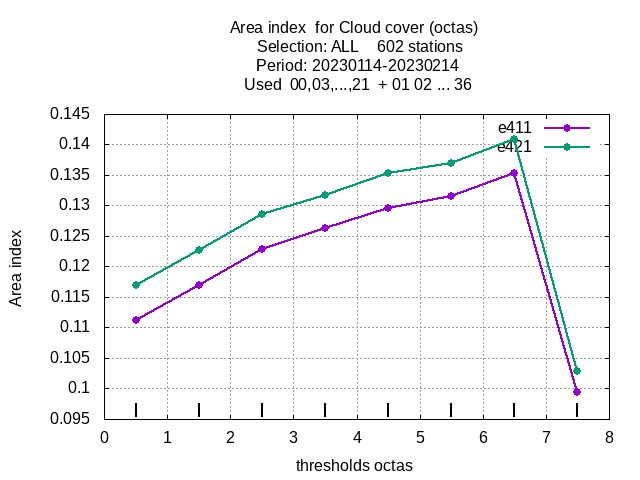 Area index  for Cloud cover (octas)
Selection: ALL    602 stations
Period: 20230114-20230214
Used  00,03,...,21  + 01 02 ... 36
0.145
0.14
0.135
0.13
0.125
0.12
0.115
0.11
0.105
0.1
0.095
Area index
e411
e421
0 1 2 3 4 5 6 7 8
thresholds octas